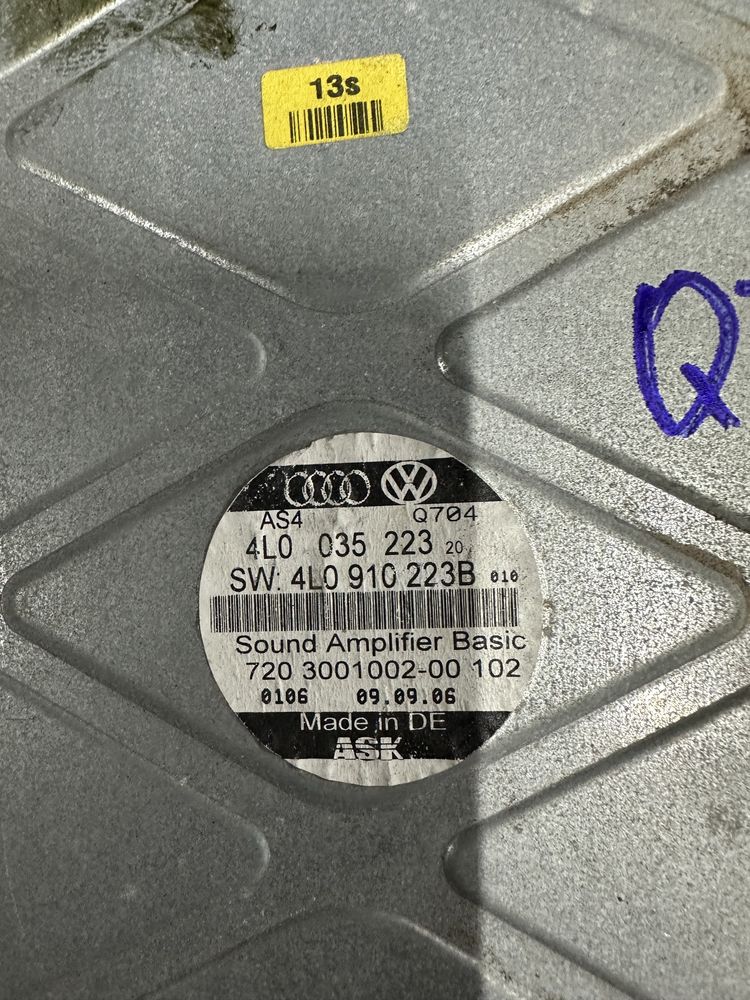 13s
Q
AS4 Q704
4L0 035 223 20
SW: 4L0 910 223B 010
Sound Amplifier Basic
720 3001002-00 102
0106 09.09.06
Made in DE
ASK